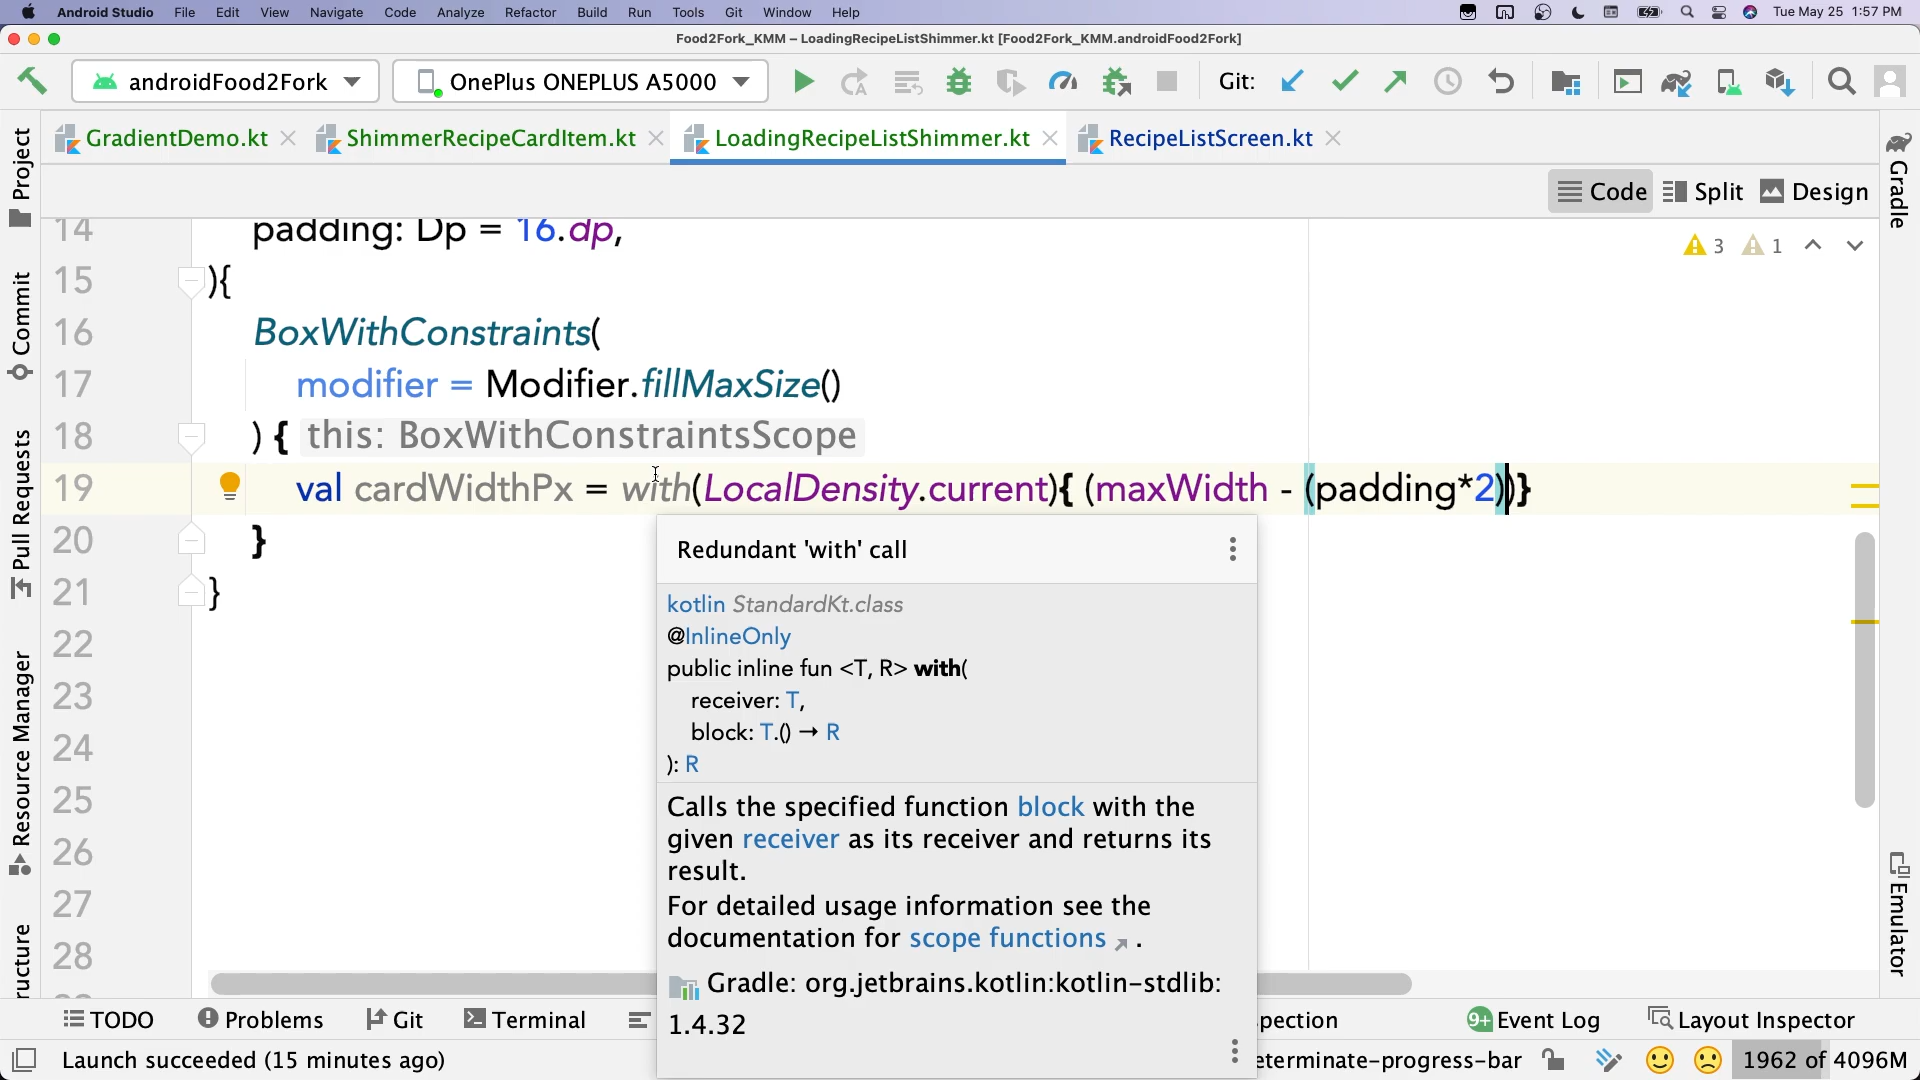 Android Studio File Edit View Navigate Code Analyze Refactor Build Run Tools Git Window Help Tue May 25 1:57 PM
Food2Fork_KMM – LoadingRecipeListShimmer.kt [Food2Fork_KMM.androidFood2Fork]
androidFood2Fork OnePlus ONEPLUS A5000 Git:
GradientDemo.kt ShimmerRecipeCardItem.kt LoadingRecipeListShimmer.kt RecipeListScreen.kt
Code Split Design
Project
Commit
Pull Requests
Resource Manager
ructure
Gradle
Emulator
3 1
14 padding: Dp = 16.dp,
15 ){
16 BoxWithConstraints(
17 modifier = Modifier.fillMaxSize()
18 ) { this: BoxWithConstraintsScope
19 val cardWidthPx = with(LocalDensity.current){ (maxWidth - (padding*2))}
20 }
21 }
22
23
24
25
26
27
28
Redundant 'with' call
kotlin StandardKt.class
@InlineOnly
public inline fun <T, R> with(
receiver: T,
block: T.() → R
): R
Calls the specified function block with the
given receiver as its receiver and returns its
result.
For detailed usage information see the
documentation for scope functions .
Gradle: org.jetbrains.kotlin:kotlin-stdlib:
1.4.32
TODO Problems Git Terminal pection Event Log Layout Inspector
9+
Launch succeeded (15 minutes ago) eterminate-progress-bar 1962 of 4096M